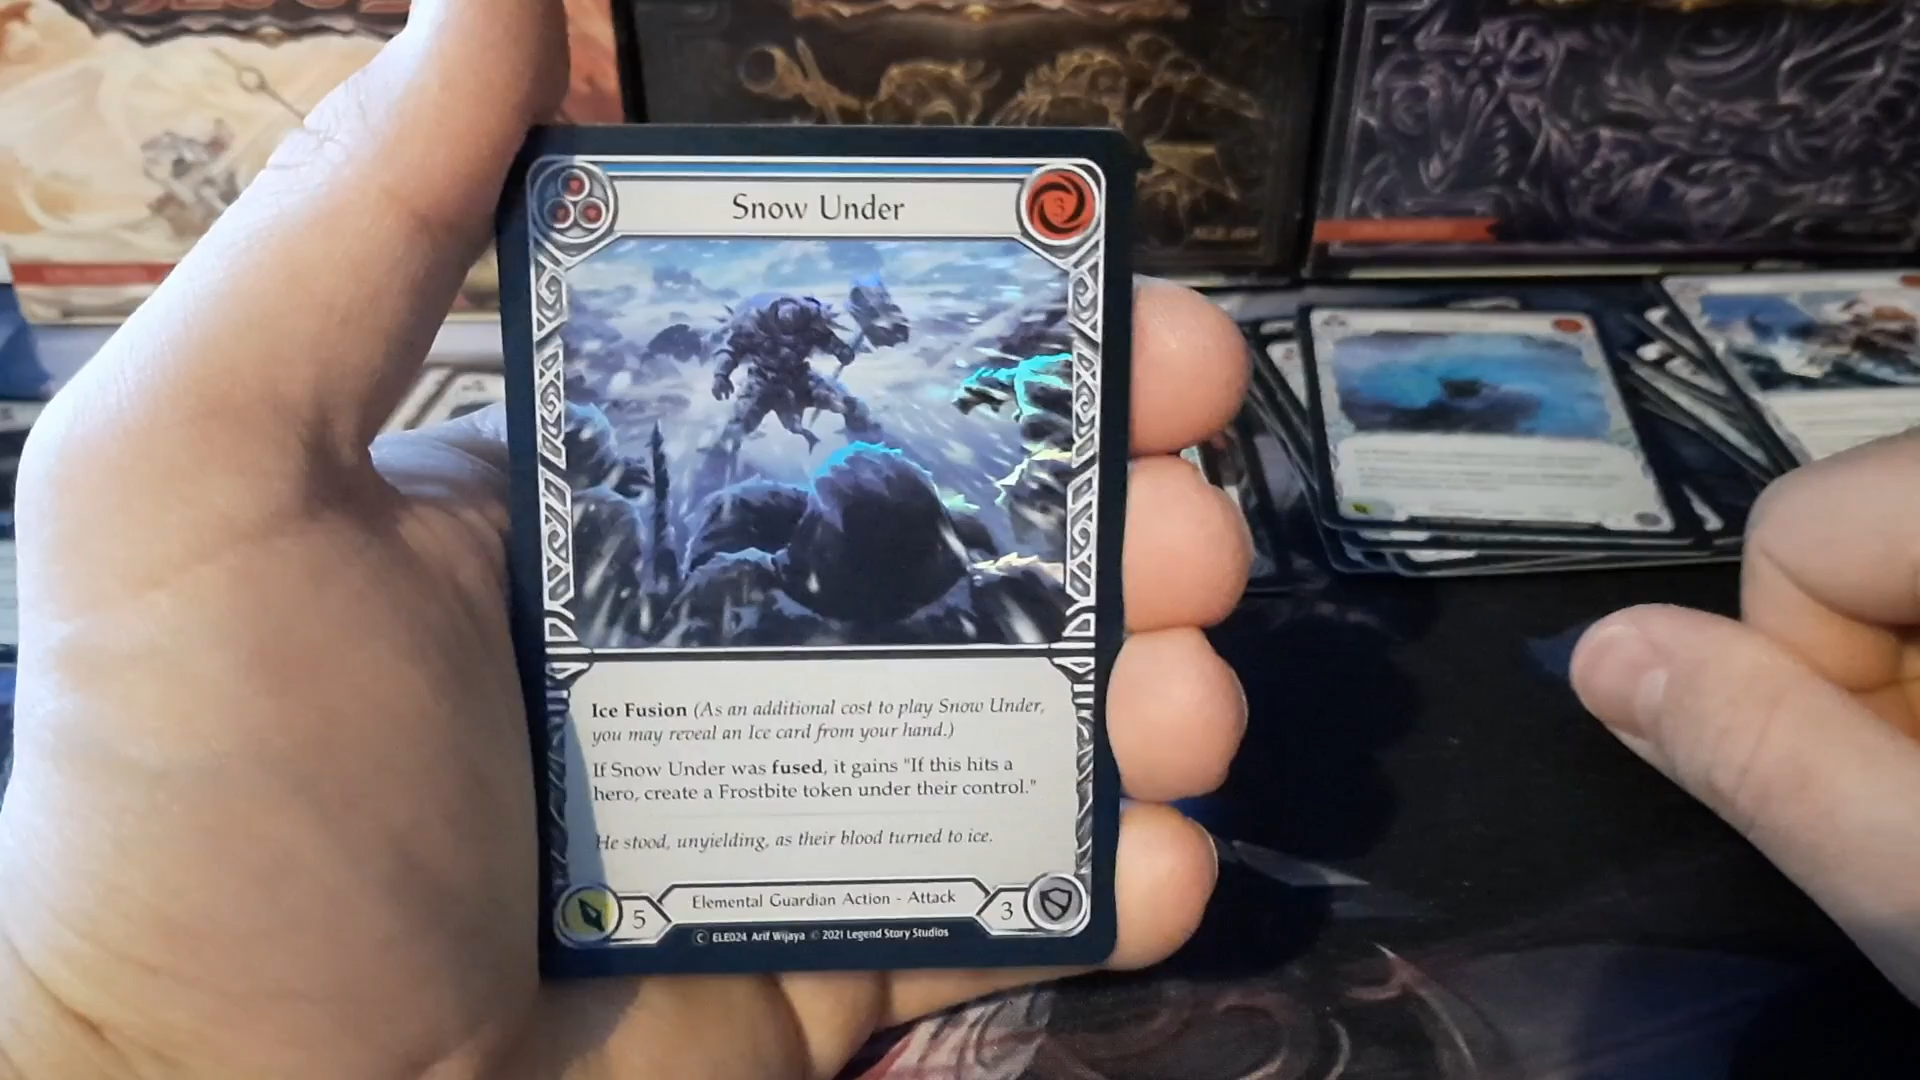 Snow Under
3
Ice Fusion (As an additional cost to play Snow Under,
you may reveal an Ice card from your hand.)
If Snow Under was fused, it gains "If this hits a
hero, create a Frostbite token under their control."
He stood, unyielding, as their blood turned to ice.
5
Elemental Guardian Action - Attack
3
C ELE024 Arif Wijaya © 2021 Legend Story Studios